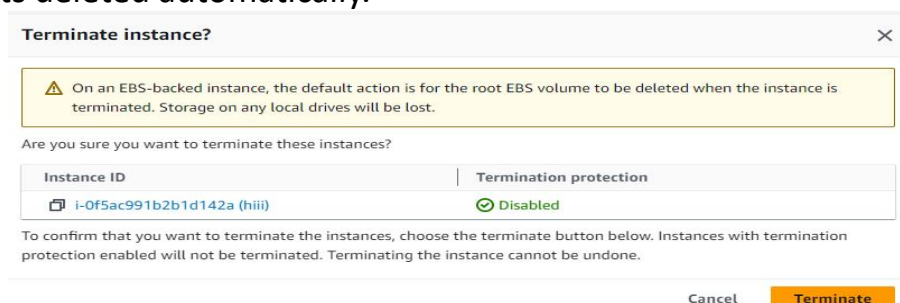 ts deleted automatically.
Terminate instance?
On an EBS-backed instance, the default action is for the root EBS volume to be deleted when the instance is
terminated. Storage on any local drives will be lost.
Are you sure you want to terminate these instances?
Instance ID Termination protection
i-0f5ac991b2b1d142a (hiii) Disabled
To confirm that you want to terminate the instances, choose the terminate button below. Instances with termination
protection enabled will not be terminated. Terminating the instance cannot be undone.
Cancel Terminate